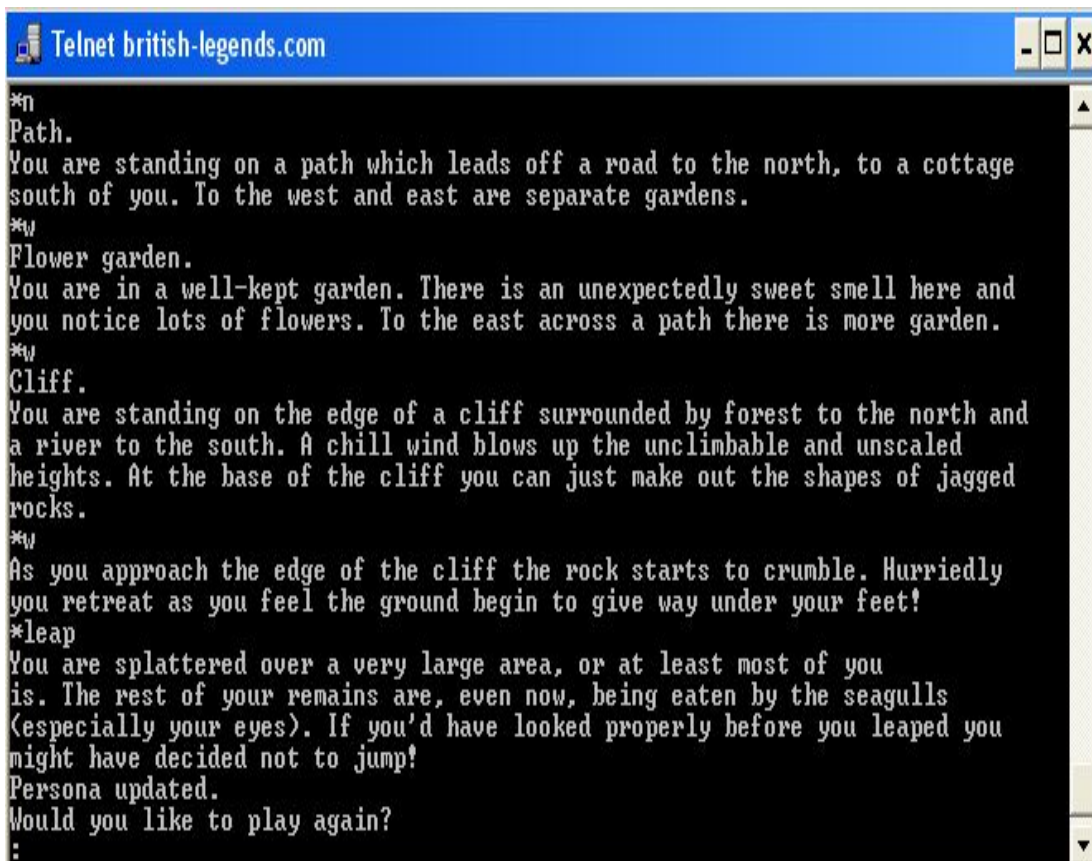 Telnet british-legends.com
*n
Path.
You are standing on a path which leads off a road to the north, to a cottage
south of you. To the west and east are separate gardens.
*w
Flower garden.
You are in a well-kept garden. There is an unexpectedly sweet smell here and
you notice lots of flowers. To the east across a path there is more garden.
*w
Cliff.
You are standing on the edge of a cliff surrounded by forest to the north and
a river to the south. A chill wind blows up the unclimbable and unscaled
heights. At the base of the cliff you can just make out the shapes of jagged
rocks.
*w
As you approach the edge of the cliff the rock starts to crumble. Hurriedly
you retreat as you feel the ground begin to give way under your feet!
*leap
You are splattered over a very large area, or at least most of you
is. The rest of your remains are, even now, being eaten by the seagulls
(especially your eyes). If you'd have looked properly before you leaped you
might have decided not to jump!
Persona updated.
Would you like to play again?
: